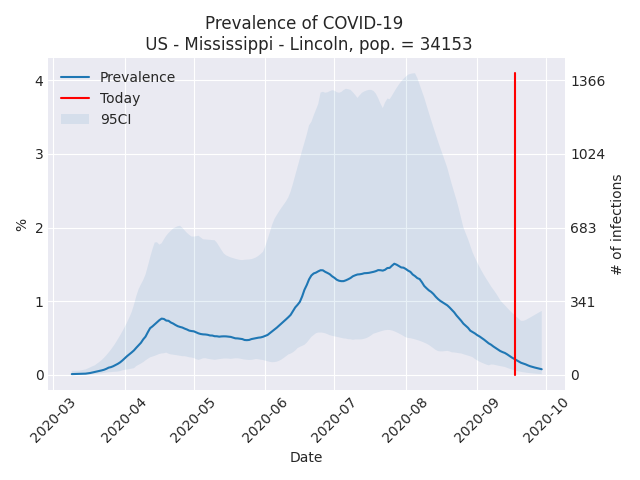 Prevalence of COVID-19
US - Mississippi - Lincoln, pop. = 34153
Prevalence
Today
95CI
4
3
2
1
0
%
1366
1024
683
341
0
# of infections
2020-03
2020-04
2020-05
2020-06
2020-07
2020-08
2020-09
2020-10
Date